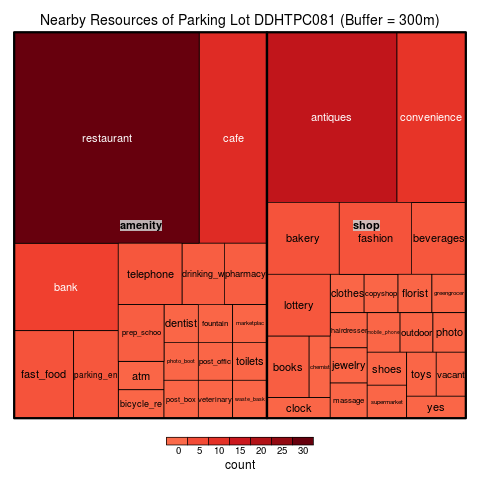 Nearby Resources of Parking Lot DDHTPC081 (Buffer = 300m)
restaurant
cafe
amenity
bank
telephone
drinking_w
pharmacy
fast_food
parking_en
prep_schoo
dentist
fountain
marketplac
photo_boot
post_offic
toilets
atm
bicycle_re
post_box
veterinary
waste_bask
antiques
convenience
shop
bakery
fashion
beverages
lottery
clothes
copyshop
florist
greengrocer
hairdresser
mobile_phone
outdoor
photo
books
chemist
jewelry
shoes
toys
vacant
clock
massage
supermarket
yes
0 5 10 15 20 25 30
count